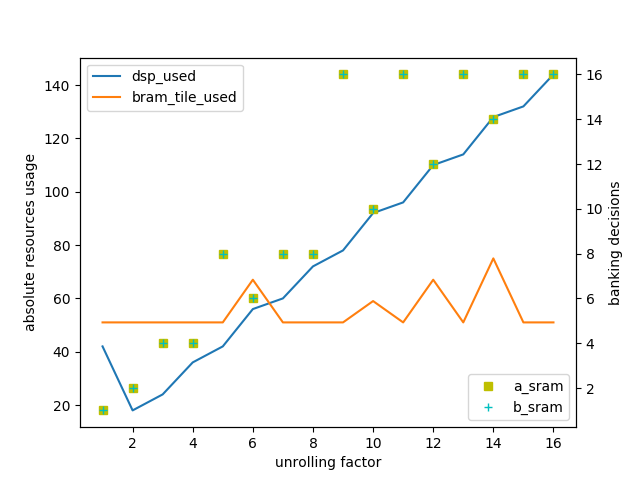 dsp_used
bram_tile_used
140
120
100
80
60
40
20
absolute resources usage
16
14
12
10
8
6
4
2
banking decisions
a_sram
b_sram
2 4 6 8 10 12 14 16
unrolling factor